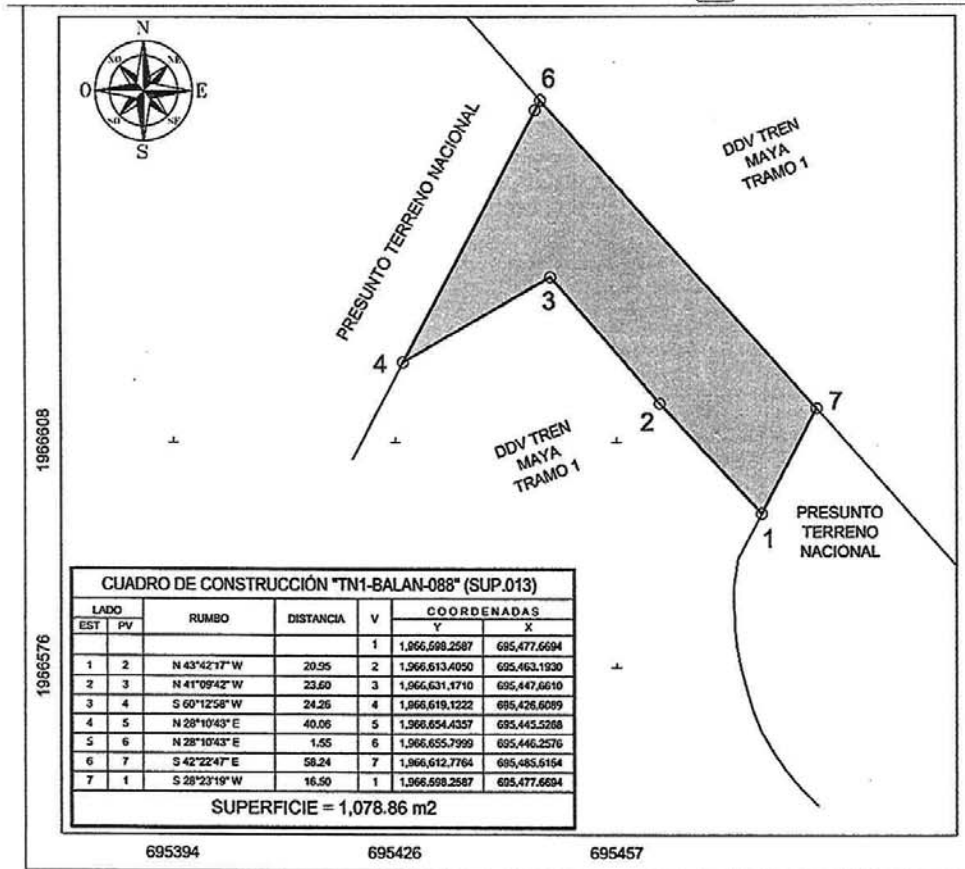 N
NO NE
O E
SO SE
S
6
DDV TREN
MAYA
TRAMO 1
PRESUNTO TERRENO NACIONAL
3
4
7
2
1966608
DDV TREN
MAYA
TRAMO 1
1
PRESUNTO
TERRENO
NACIONAL
CUADRO DE CONSTRUCCIÓN "TN1-BALAN-088" (SUP.013)
LADO RUMBO DISTANCIA V COORDENADAS
EST PV Y X
1 1,966,598.2587 695,477.6694
1 2 N 43°42'17" W 20.95 2 1,966,613.4050 695,463.1930
2 3 N 41°09'42" W 23.60 3 1,966,631.1710 695,447.6610
3 4 S 60°12'58" W 24.26 4 1,966,619.1222 695,426.6089
4 5 N 28°10'43" E 40.06 5 1,966,654.4357 695,445.5268
5 6 N 28°10'43" E 1.55 6 1,966,655.7999 695,446.2576
6 7 S 42°22'47" E 58.24 7 1,966,612.7764 695,485.5154
7 1 S 28°23'19" W 16.50 1 1,966,598.2587 695,477.6694
SUPERFICIE = 1,078.86 m2
1966576
695394 695426 695457